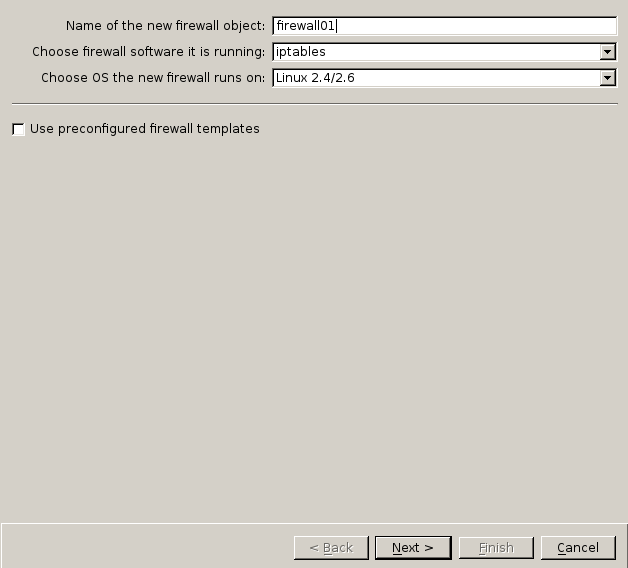 Name of the new firewall object: firewall01
Choose firewall software it is running: iptables
Choose OS the new firewall runs on: Linux 2.4/2.6
Use preconfigured firewall templates
< Back Next > Finish Cancel